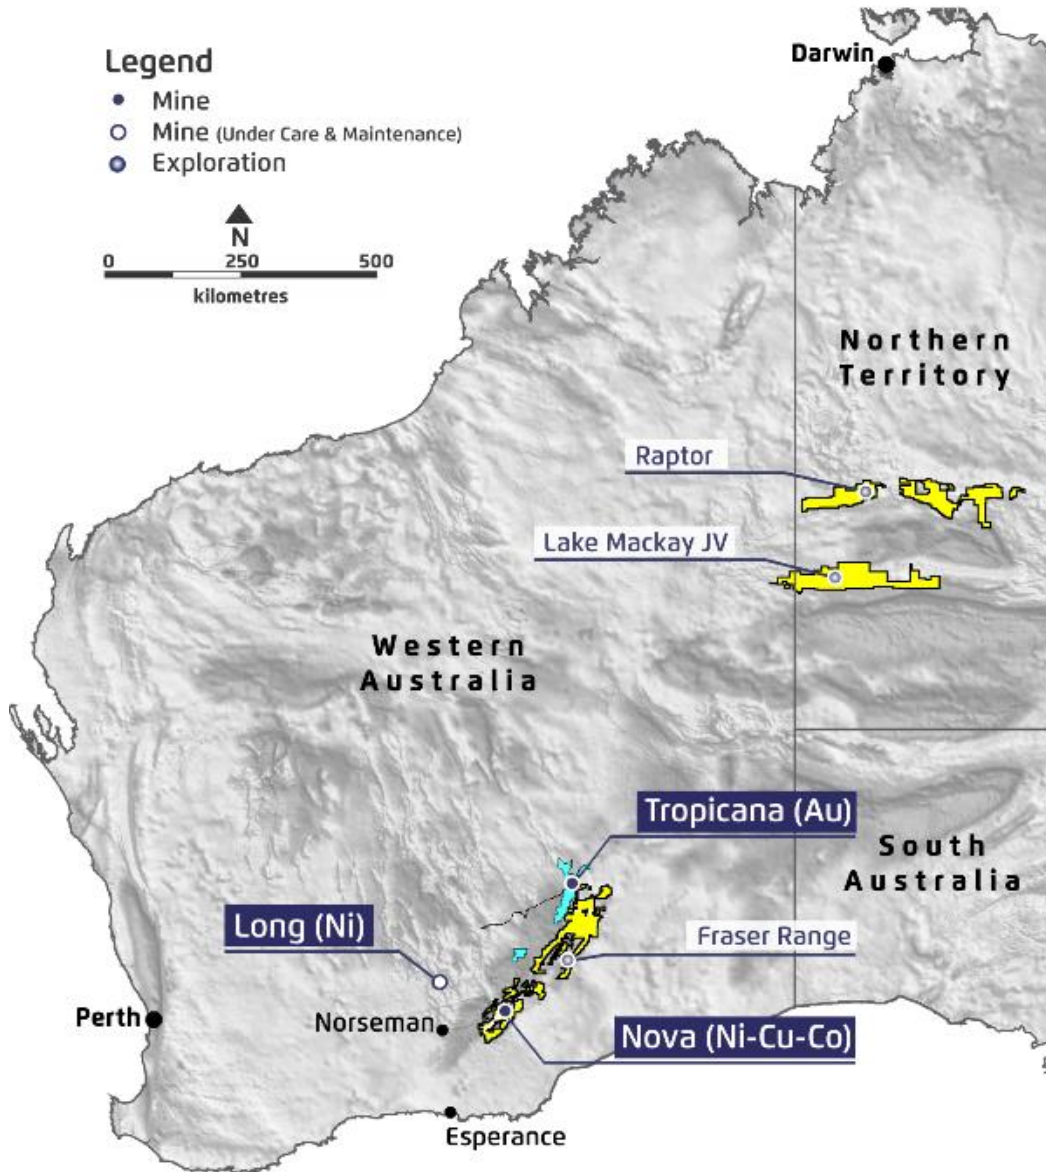 Darwin
Legend
Mine
Mine (Under Care & Maintenance)
Exploration
N
0 250 500
kilometres
Northern
Territory
Raptor
Lake Mackay JV
Western
Australia
Tropicana (Au)
South
Australia
Long (Ni)
Fraser Range
Perth
Norseman
Nova (Ni-Cu-Co)
Esperance